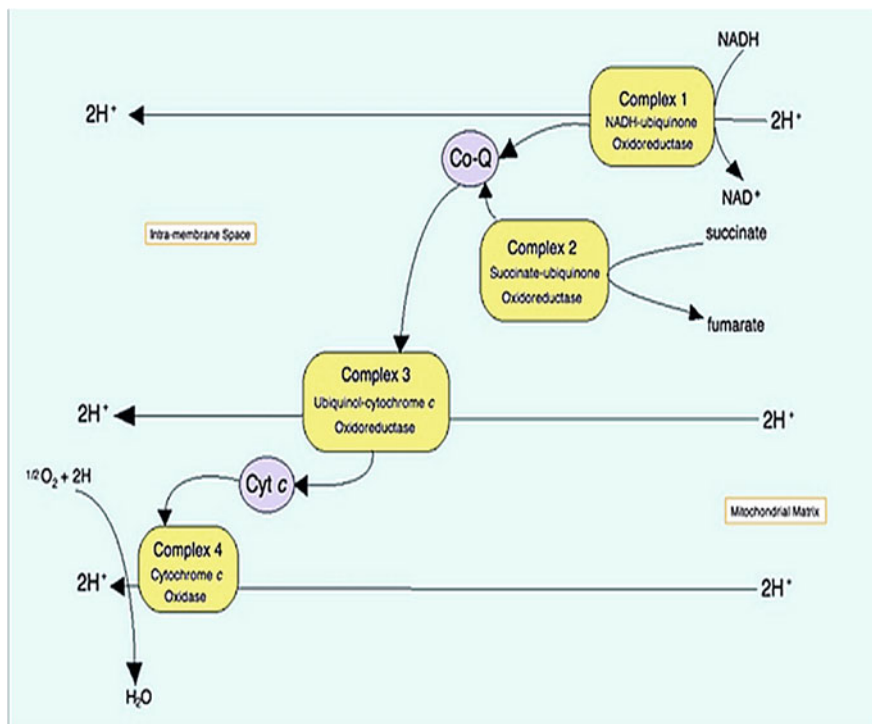 NADH
Complex 1
NADH-ubiquinone
Oxidoreductase
2H⁺
2H⁺
Co-Q
NAD⁺
Intra-membrane Space
Complex 2
Succinate-ubiquinone
Oxidoreductase
succinate
fumarate
Complex 3
Ubiquinol-cytochrome c
Oxidoreductase
2H⁺
2H⁺
1/2O₂ + 2H
Cyt c
Mitochondrial Matrix
Complex 4
Cytochrome c
Oxidase
2H⁺
2H⁺
H₂O